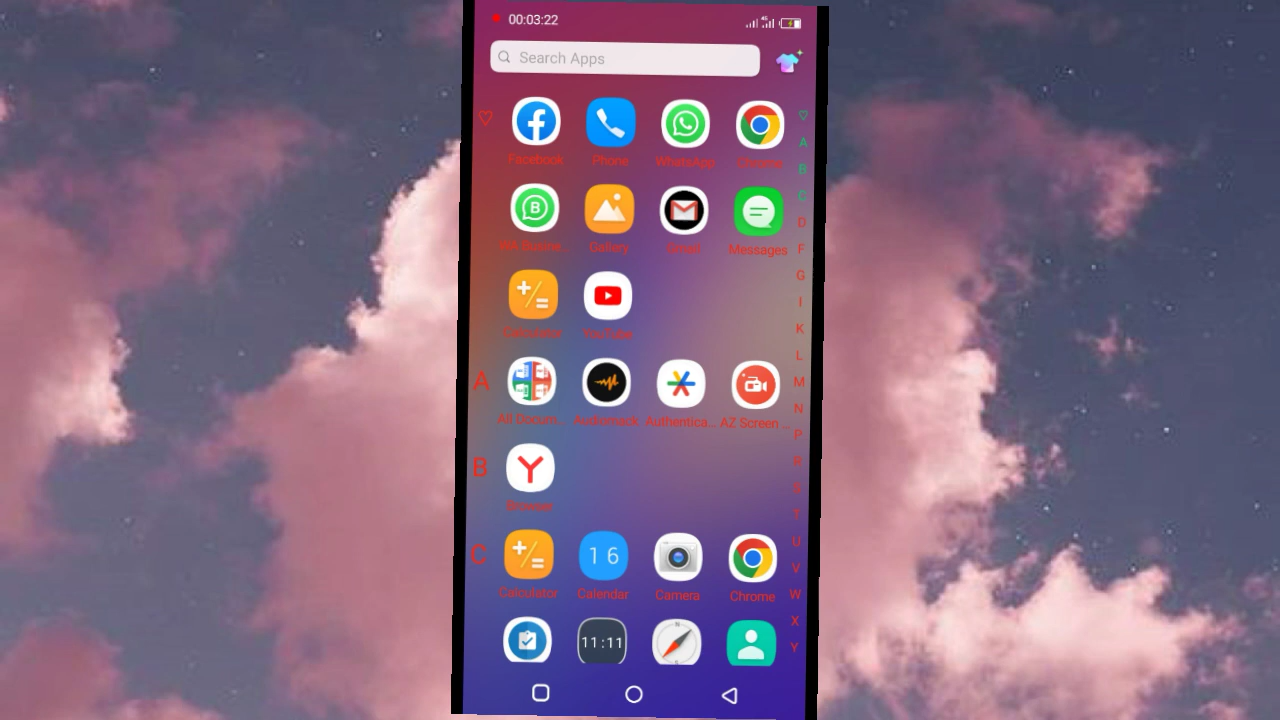 00:03:22
Search Apps
Facebook Phone WhatsApp Chrome
A
B
WA Busine.. Gallery Gmail Messages
C
D
F
G
I
Calculator YouTube
K
L
A
M
All Docum.. Audiomack Authentica.. AZ Screen ..
N
P
B
R
S
Browser
T
U
C
16
V
Calculator Calendar Camera Chrome
W
X
11:11
N
Y